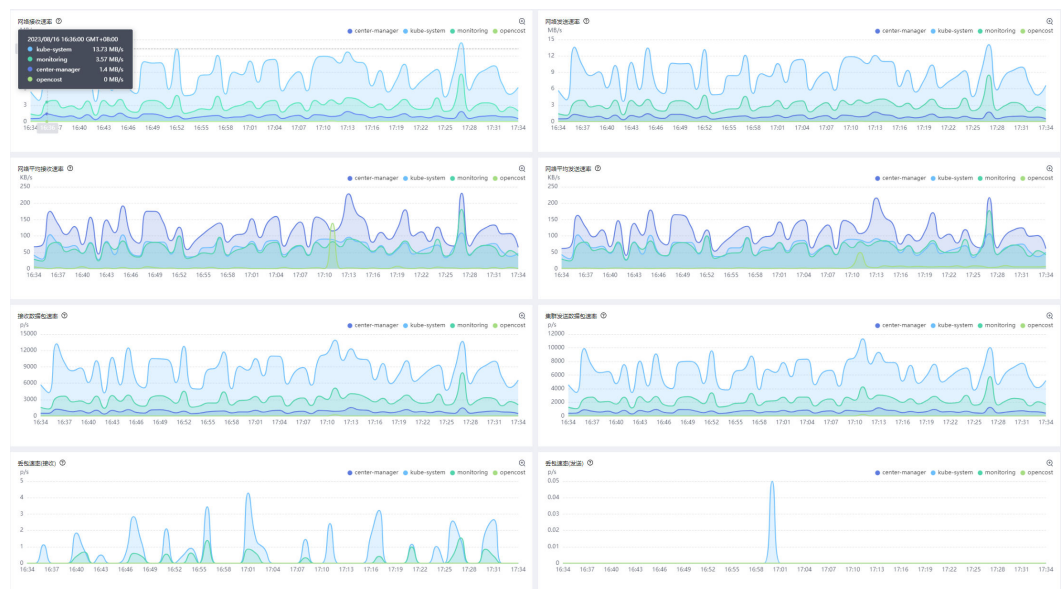 网络接收速率
center-manager kube-system monitoring opencost
2023/08/16 16:36:00 GMT+08:00
kube-system 13.73 MB/s
monitoring 3.57 MB/s
center-manager 1.4 MB/s
opencost 0 MB/s
3
0
16:34 7 16:40 16:43 16:46 16:49 16:52 16:55 16:58 17:01 17:04 17:07 17:10 17:13 17:16 17:19 17:22 17:25 17:28 17:31 17:34
网络发送速率
MB/s
center-manager kube-system monitoring opencost
15
12
9
6
3
0
16:34 16:37 16:40 16:43 16:46 16:49 16:52 16:55 16:58 17:01 17:04 17:07 17:10 17:13 17:16 17:19 17:22 17:25 17:28 17:31 17:34
网络平均接收速率
KB/s
center-manager kube-system monitoring opencost
250
200
150
100
50
0
16:34 16:37 16:40 16:43 16:46 16:49 16:52 16:55 16:58 17:01 17:04 17:07 17:10 17:13 17:16 17:19 17:22 17:25 17:28 17:31 17:34
网络平均发送速率
KB/s
center-manager kube-system monitoring opencost
250
200
150
100
50
0
16:34 16:37 16:40 16:43 16:46 16:49 16:52 16:55 16:58 17:01 17:04 17:07 17:10 17:13 17:16 17:19 17:22 17:25 17:28 17:31 17:34
接收数据包速率
p/s
center-manager kube-system monitoring opencost
15000
12000
9000
6000
3000
0
16:34 16:37 16:40 16:43 16:46 16:49 16:52 16:55 16:58 17:01 17:04 17:07 17:10 17:13 17:16 17:19 17:22 17:25 17:28 17:31 17:34
集群发送数据包速率
p/s
center-manager kube-system monitoring opencost
12000
10000
8000
6000
4000
2000
0
16:34 16:37 16:40 16:43 16:46 16:49 16:52 16:55 16:58 17:01 17:04 17:07 17:10 17:13 17:16 17:19 17:22 17:25 17:28 17:31 17:34
丢包速率(接收)
p/s
center-manager kube-system monitoring opencost
5
4
3
2
1
0
16:34 16:37 16:40 16:43 16:46 16:49 16:52 16:55 16:58 17:01 17:04 17:07 17:10 17:13 17:16 17:19 17:22 17:25 17:28 17:31 17:34
丢包速率(发送)
p/s
center-manager kube-system monitoring opencost
0.05
0.04
0.03
0.02
0.01
0
16:34 16:37 16:40 16:43 16:46 16:49 16:52 16:55 16:58 17:01 17:04 17:07 17:10 17:13 17:16 17:19 17:22 17:25 17:28 17:31 17:34